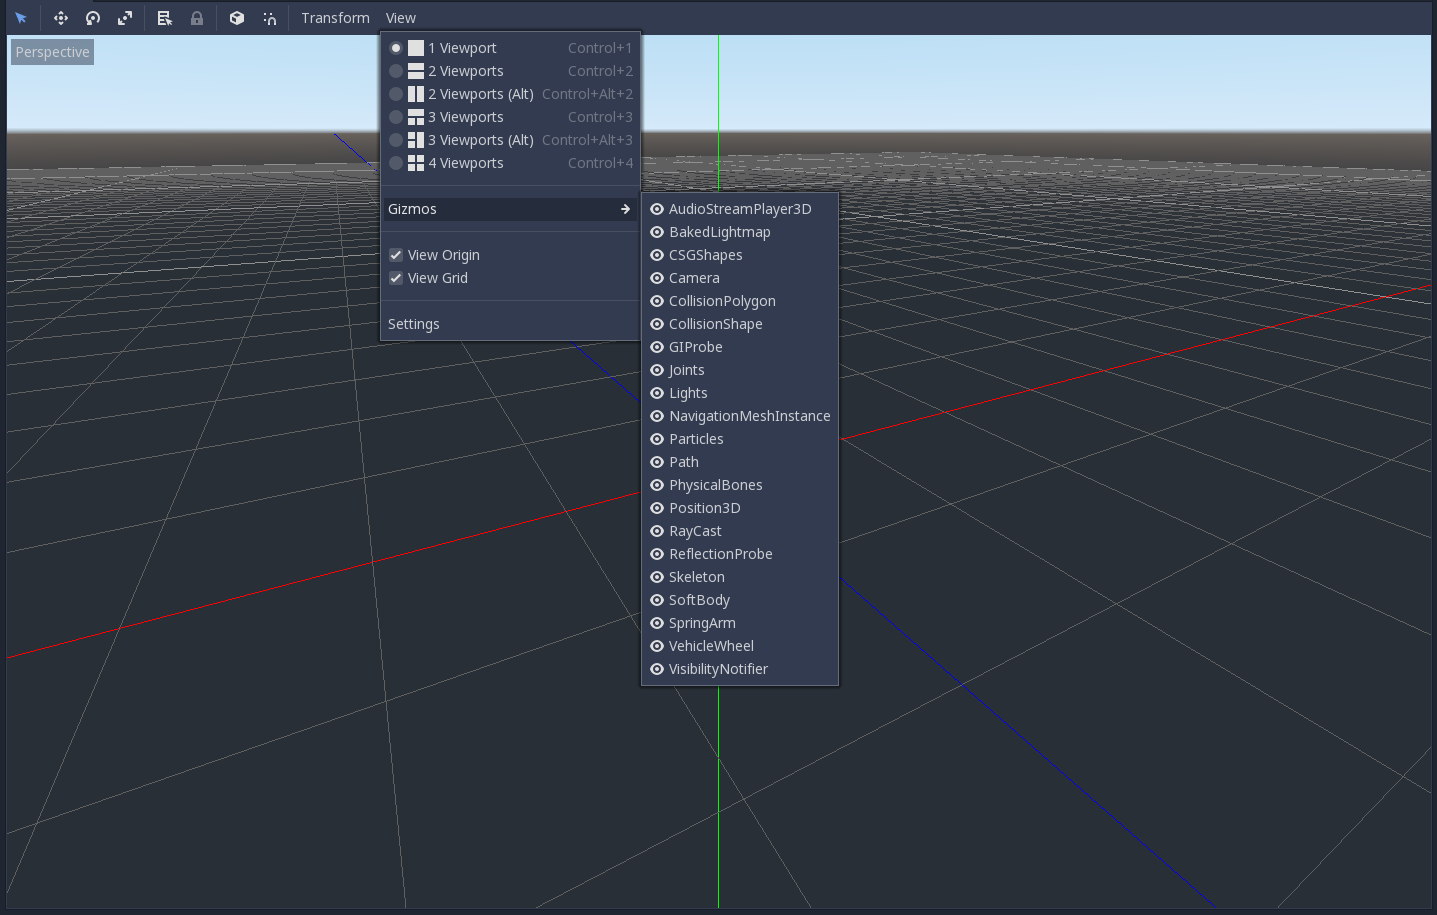 Transform View
Perspective
1 Viewport Control+1
2 Viewports Control+2
2 Viewports (Alt) Control+Alt+2
3 Viewports Control+3
3 Viewports (Alt) Control+Alt+3
4 Viewports Control+4
Gizmos
View Origin
View Grid
Settings
AudioStreamPlayer3D
BakedLightmap
CSGShapes
Camera
CollisionPolygon
CollisionShape
GIProbe
Joints
Lights
NavigationMeshInstance
Particles
Path
PhysicalBones
Position3D
RayCast
ReflectionProbe
Skeleton
SoftBody
SpringArm
VehicleWheel
VisibilityNotifier